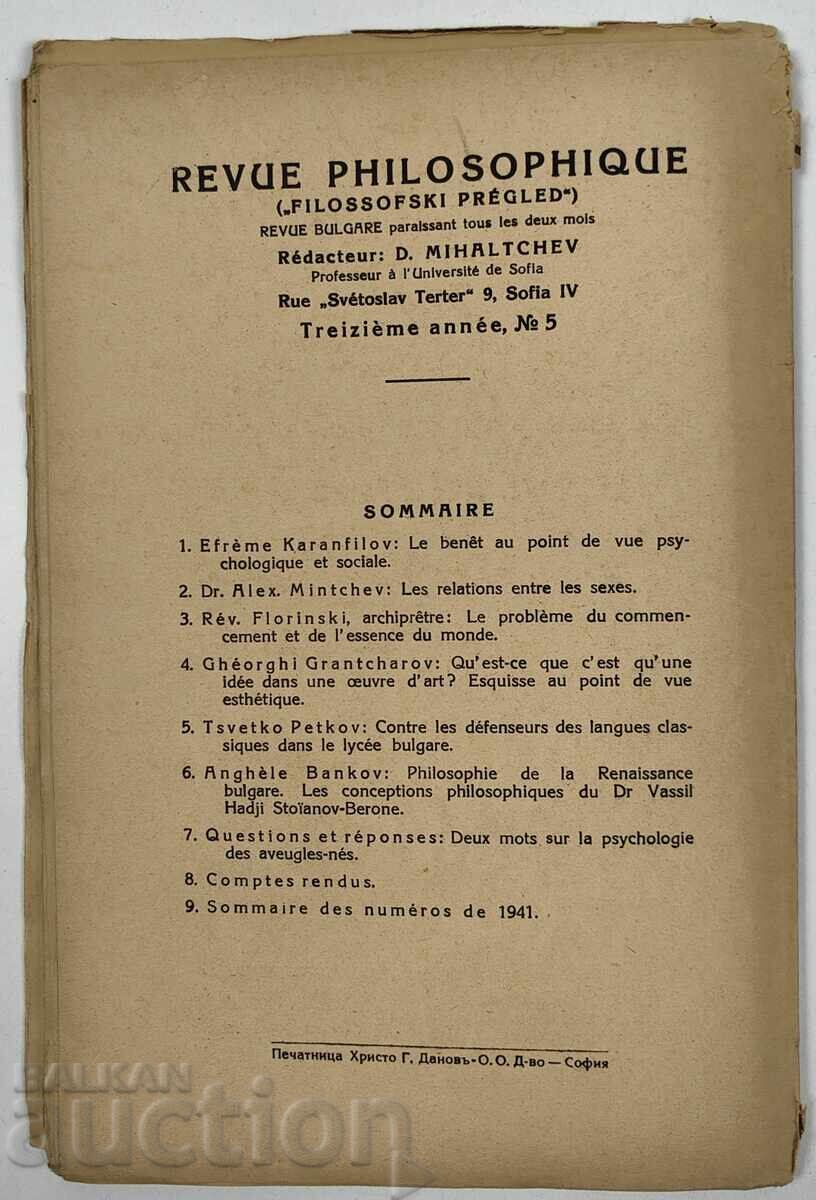 REVUE PHILOSOPHIQUE
(„FILOSSOFSKI PRÉGLED“)
REVUE BULGARE paraissant tous les deux mois
Rédacteur: D. MIHALTCHEV
Professeur à l'Université de Sofia
Rue „Svétoslav Terter“ 9, Sofia IV
Treizième année, № 5
SOMMAIRE
1. Efrème Karanfilov: Le benêt au point de vue psy-
chologique et sociale.
2. Dr. Alex. Mintchev: Les relations entre les sexes.
3. Rév. Florinski, archiprêtre: Le problème du commen-
cement et de l'essence du monde.
4. Ghéorghi Grantcharov: Qu'est-ce que c'est qu'une
idée dans une œuvre d'art? Esquisse au point de vue
esthétique.
5. Tsvetko Petkov: Contre les défenseurs des langues clas-
siques dans le lycée bulgare.
6. Anghèle Bankov: Philosophie de la Renaissance
bulgare. Les conceptions philosophiques du Dr Vassil
Hadji Stoïanov-Berone.
7. Questions et réponses: Deux mots sur la psychologie
des aveugles-nés.
8. Comptes rendus.
9. Sommaire des numéros de 1941.
Печатница Христо Г. Дановъ-О. О. Д-во — София
BALKAN
auction